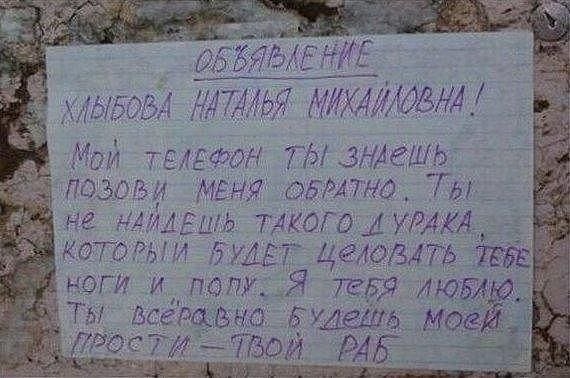 ОБЪЯВЛЕНИЕ
ХЛЫБОВА НАТАЛЬЯ МИХАЙЛОВНА!
МОЙ ТЕЛЕФОН ТЫ ЗНАЕШЬ
ПОЗОВИ МЕНЯ ОБРАТНО. ТЫ
НЕ НАЙДЕШЬ ТАКОГО ДУРАКА,
КОТОРЫЙ БУДЕТ ЦЕЛОВАТЬ ТЕБЕ
НОГИ И ПОПУ. Я ТЕБЯ ЛЮБЛЮ.
ТЫ ВСЁРАВНО БУДЕШЬ МОЕЙ
ПРОСТИ — ТВОЙ РАБ